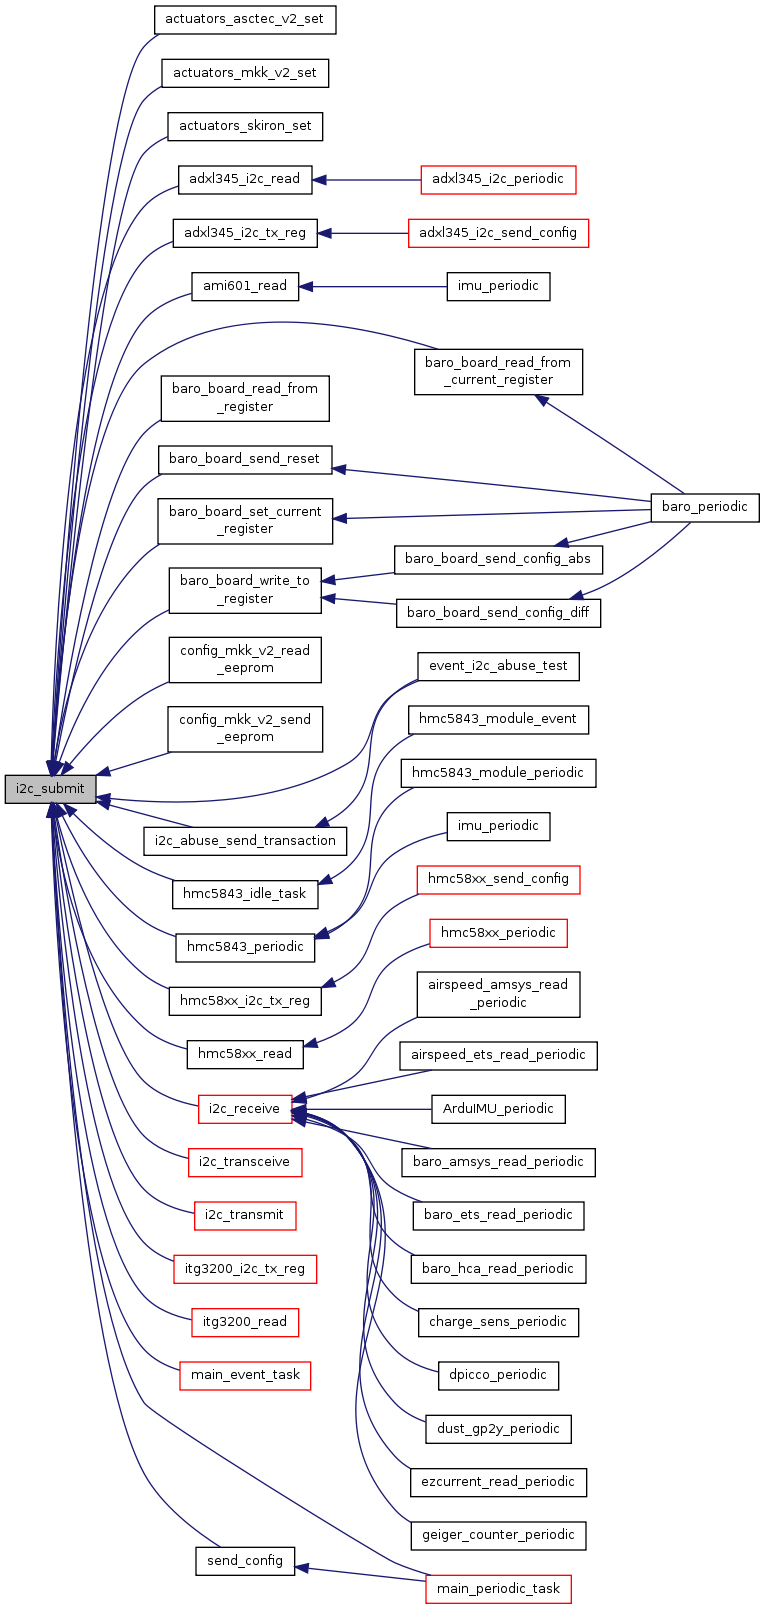 actuators_asctec_v2_set
actuators_mkk_v2_set
actuators_skiron_set
adxl345_i2c_read
adxl345_i2c_periodic
adxl345_i2c_tx_reg
adxl345_i2c_send_config
ami601_read
imu_periodic
baro_board_read_from
_current_register
baro_board_read_from
_register
baro_board_send_reset
baro_periodic
baro_board_set_current
_register
baro_board_send_config_abs
baro_board_write_to
_register
baro_board_send_config_diff
config_mkk_v2_read
_eeprom
event_i2c_abuse_test
config_mkk_v2_send
_eeprom
hmc5843_module_event
hmc5843_module_periodic
i2c_submit
i2c_abuse_send_transaction
imu_periodic
hmc5843_idle_task
hmc58xx_send_config
hmc5843_periodic
hmc58xx_periodic
hmc58xx_i2c_tx_reg
airspeed_amsys_read
_periodic
hmc58xx_read
airspeed_ets_read_periodic
i2c_receive
ArduIMU_periodic
i2c_transceive
baro_amsys_read_periodic
i2c_transmit
baro_ets_read_periodic
itg3200_i2c_tx_reg
baro_hca_read_periodic
itg3200_read
charge_sens_periodic
main_event_task
dpicco_periodic
dust_gp2y_periodic
ezcurrent_read_periodic
geiger_counter_periodic
send_config
main_periodic_task